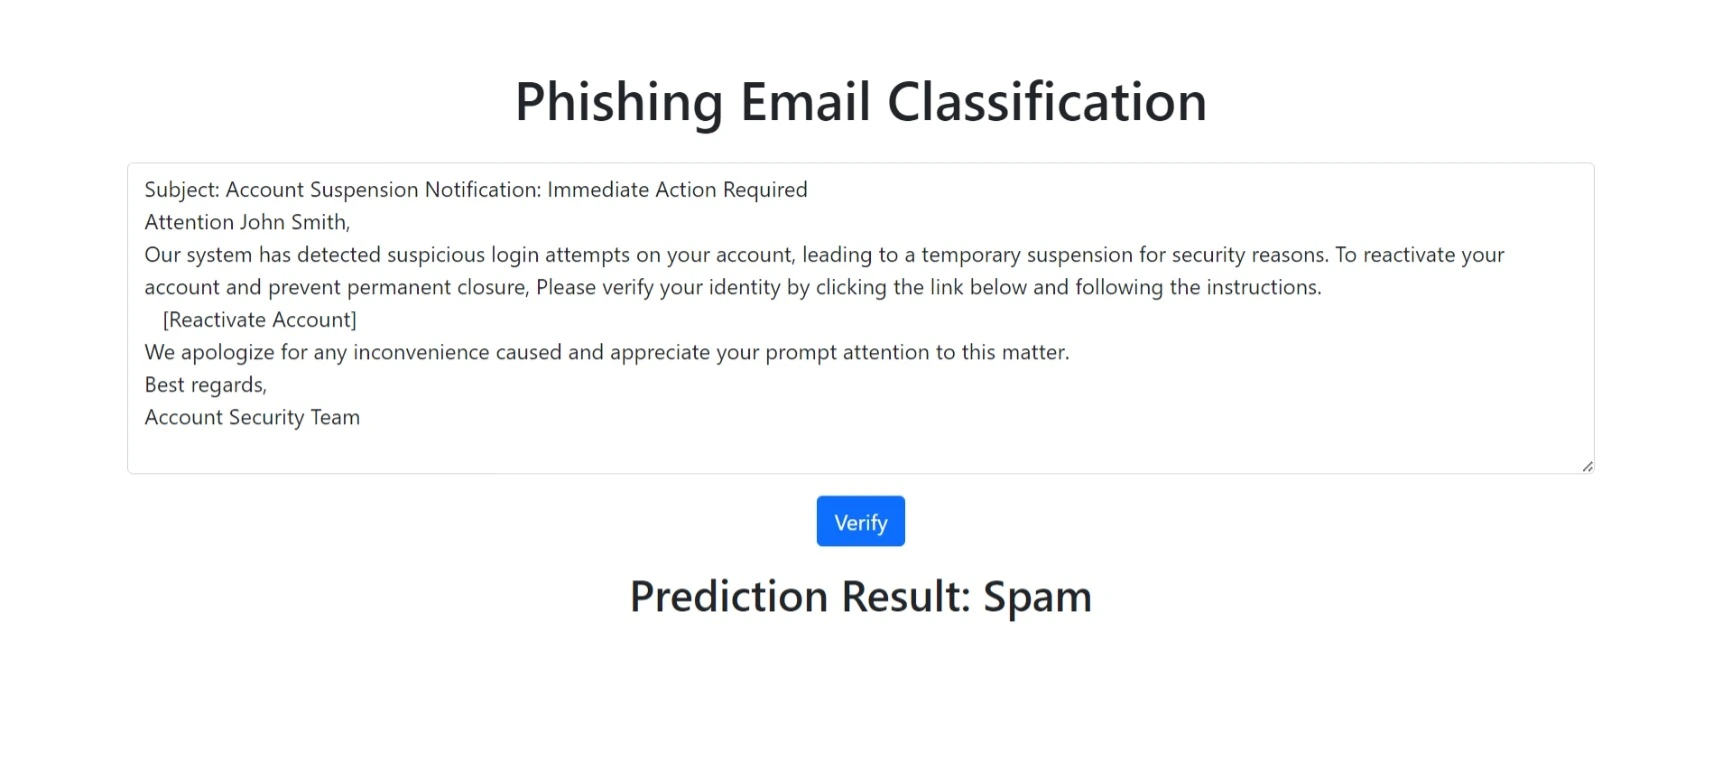 Phishing Email Classification
Subject: Account Suspension Notification: Immediate Action Required
Attention John Smith,
Our system has detected suspicious login attempts on your account, leading to a temporary suspension for security reasons. To reactivate your
account and prevent permanent closure, Please verify your identity by clicking the link below and following the instructions.
[Reactivate Account]
We apologize for any inconvenience caused and appreciate your prompt attention to this matter.
Best regards,
Account Security Team
Verify
Prediction Result: Spam